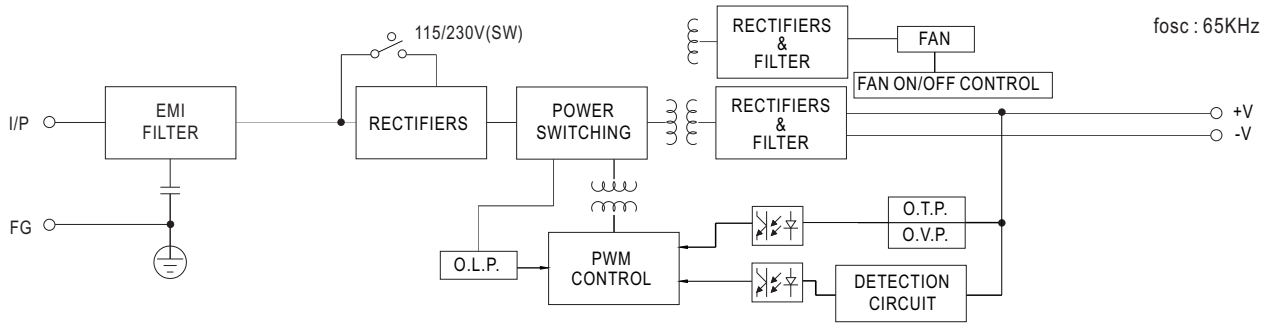 115/230V(SW)
RECTIFIERS
&
FILTER
FAN
fosc : 65KHz
FAN ON/OFF CONTROL
I/P
EMI
FILTER
RECTIFIERS
POWER
SWITCHING
RECTIFIERS
&
FILTER
+V
-V
FG
O.T.P.
O.V.P.
O.L.P.
PWM
CONTROL
DETECTION
CIRCUIT